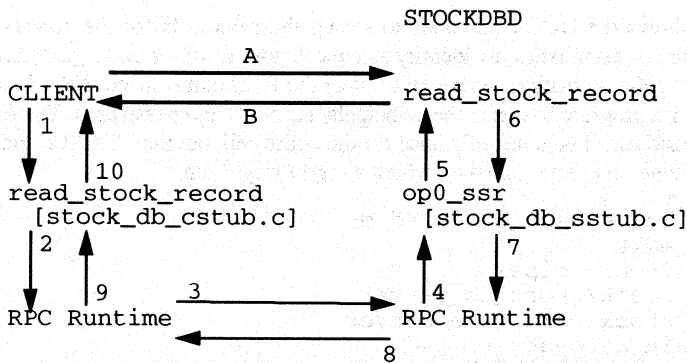 STOCKDBD
A
CLIENT read_stock_record
B
1 6
10 5
read_stock_record op0_ssr
[stock_db_cstub.c] [stock_db_sstub.c]
2 7
9 3 4
RPC Runtime RPC Runtime
8